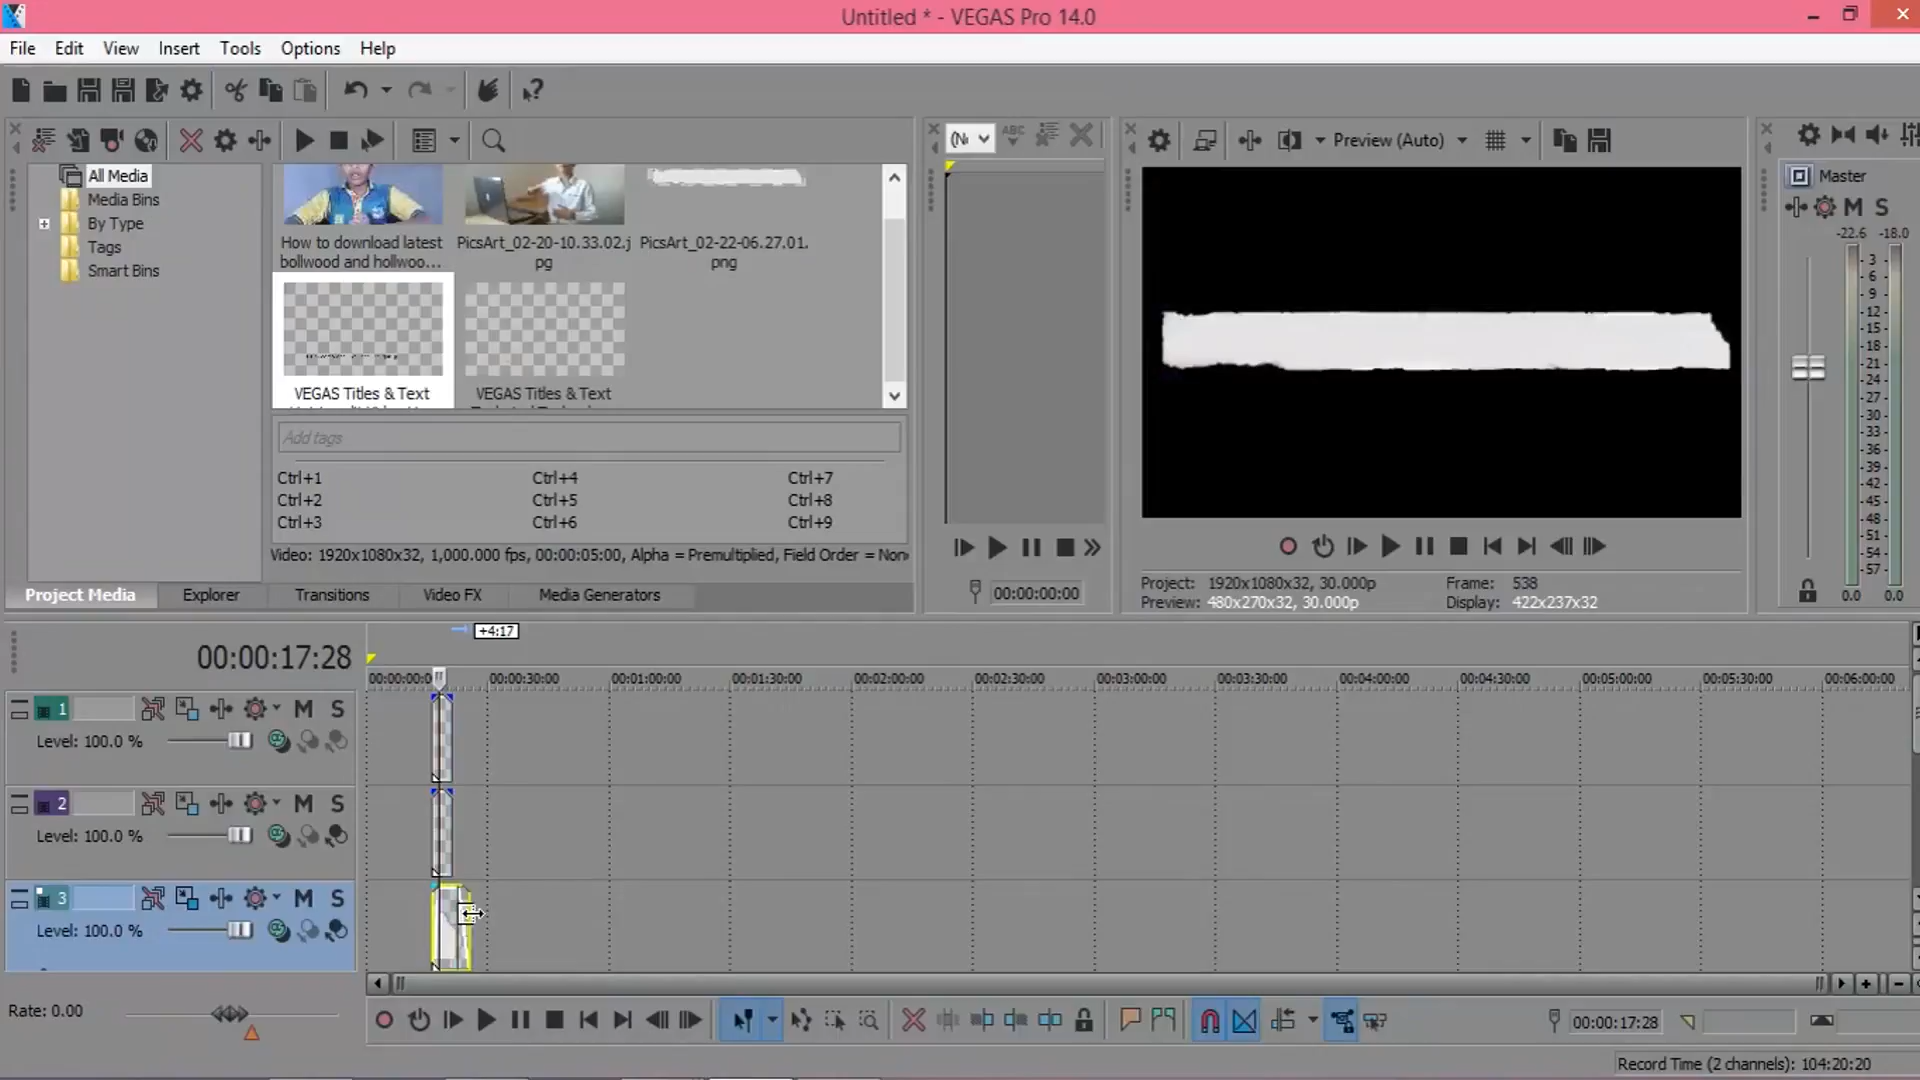 Untitled * - VEGAS Pro 14.0
File Edit View Insert Tools Options Help
Preview (Auto)
All Media
Media Bins
By Type
Tags
Smart Bins
How to download latest
bollwood and hollwoo...
PicsArt_02-20-10.33.02.j
pg
PicsArt_02-22-06.27.01.
png
VEGAS Titles & Text
VEGAS Titles & Text
Add tags
Ctrl+1 Ctrl+4 Ctrl+7
Ctrl+2 Ctrl+5 Ctrl+8
Ctrl+3 Ctrl+6 Ctrl+9
Video: 1920x1080x32, 1,000.000 fps, 00:00:05:00, Alpha = Premultiplied, Field Order = Non
Project Media Explorer Transitions Video FX Media Generators
00:00:00:00
Project: 1920x1080x32, 30.000p Frame: 538
Preview: 480x270x32, 30.000p Display: 422x237x32
Master
M S
-22.6 -18.0
- 3 -
- 6 -
- 9 -
-12-
-15-
-18-
-21-
-24-
-27-
-30-
-33-
-36-
-39-
-42-
-45-
-48-
-51-
-54-
-57-
0.0 0.0
+4:17
00:00:17:28
00:00:00:0 00:00:30:00 00:01:00:00 00:01:30:00 00:02:00:00 00:02:30:00 00:03:00:00 00:03:30:00 00:04:00:00 00:04:30:00 00:05:00:00 00:05:30:00 00:06:00:00
1 M S
Level: 100.0 %
2 M S
Level: 100.0 %
3 M S
Level: 100.0 %
Rate: 0.00
00:00:17:28
Record Time (2 channels): 104:20:20